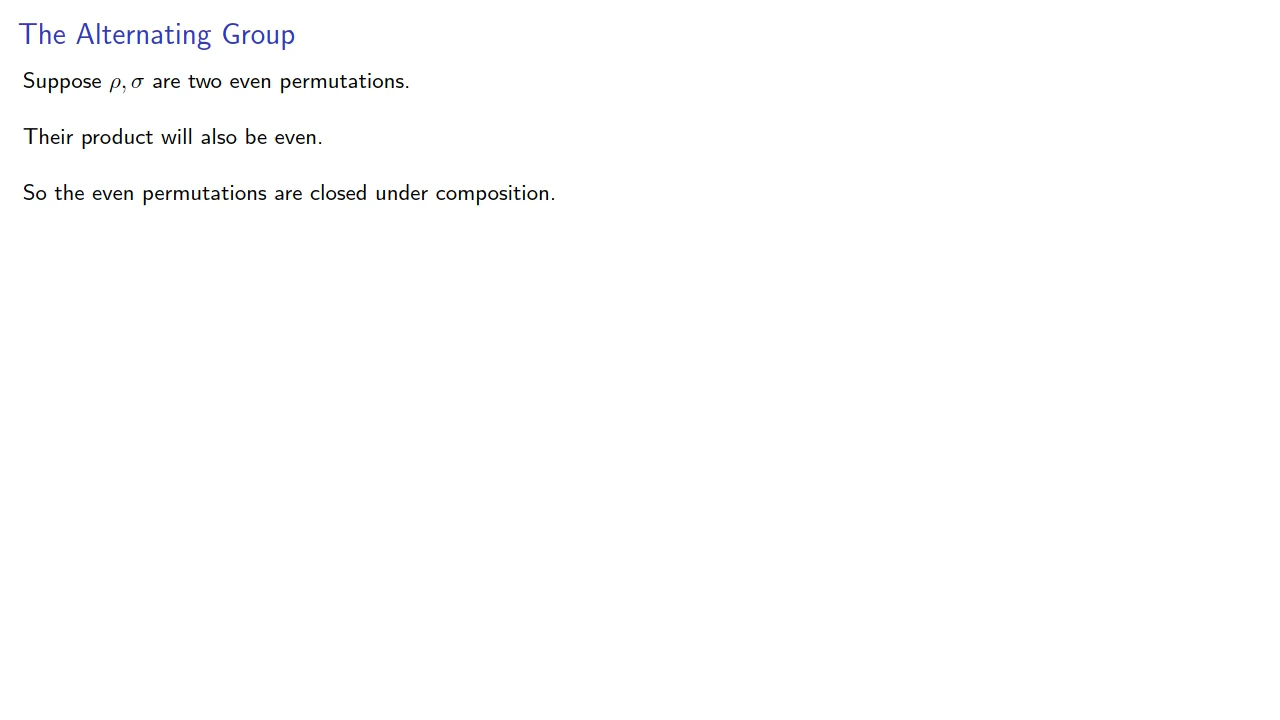 The Alternating Group
Suppose ρ, σ are two even permutations.
Their product will also be even.
So the even permutations are closed under composition.